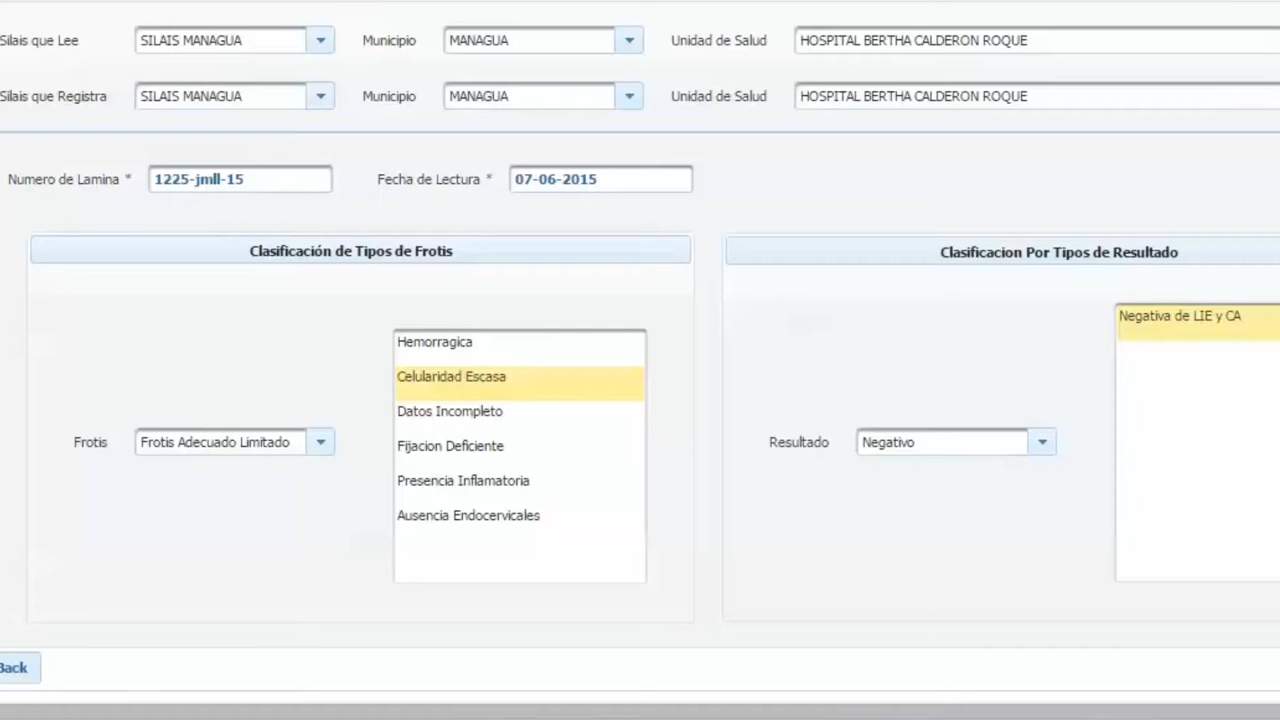 Silais que Lee SILAIS MANAGUA Municipio MANAGUA Unidad de Salud HOSPITAL BERTHA CALDERON ROQUE
Silais que Registra SILAIS MANAGUA Municipio MANAGUA Unidad de Salud HOSPITAL BERTHA CALDERON ROQUE
Numero de Lamina * 1225-jmll-15 Fecha de Lectura * 07-06-2015
Clasificación de Tipos de Frotis
Frotis Frotis Adecuado Limitado
Hemorragica
Celularidad Escasa
Datos Incompleto
Fijacion Deficiente
Presencia Inflamatoria
Ausencia Endocervicales
Clasificacion Por Tipos de Resultado
Resultado Negativo
Negativa de LIE y CA
Back